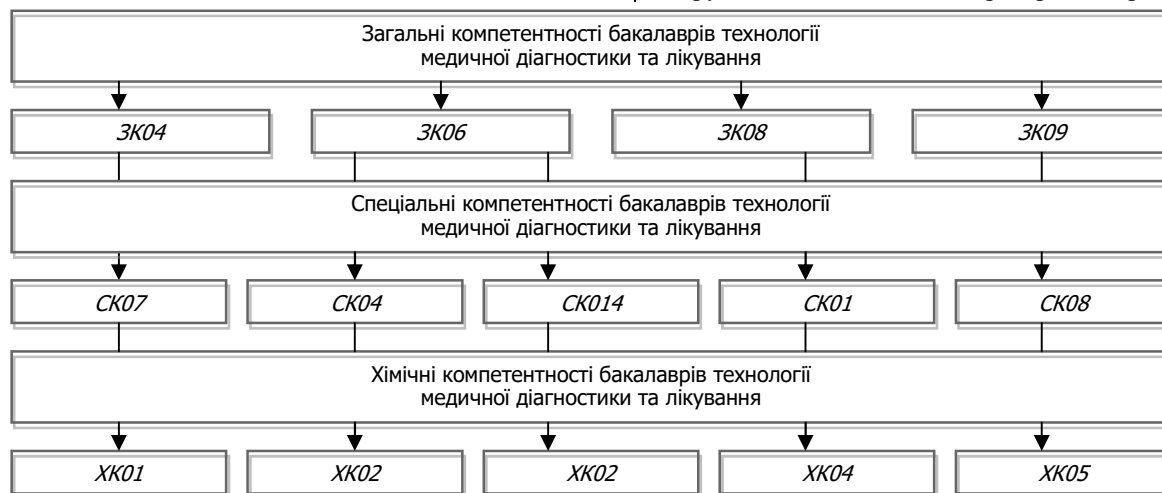 Загальні компетентності бакалаврів технології
медичної діагностики та лікування
ЗК04 ЗК06 ЗК08 ЗК09
Спеціальні компетентності бакалаврів технології
медичної діагностики та лікування
СК07 СК04 СК014 СК01 СК08
Хімічні компетентності бакалаврів технології
медичної діагностики та лікування
ХК01 ХК02 ХК02 ХК04 ХК05